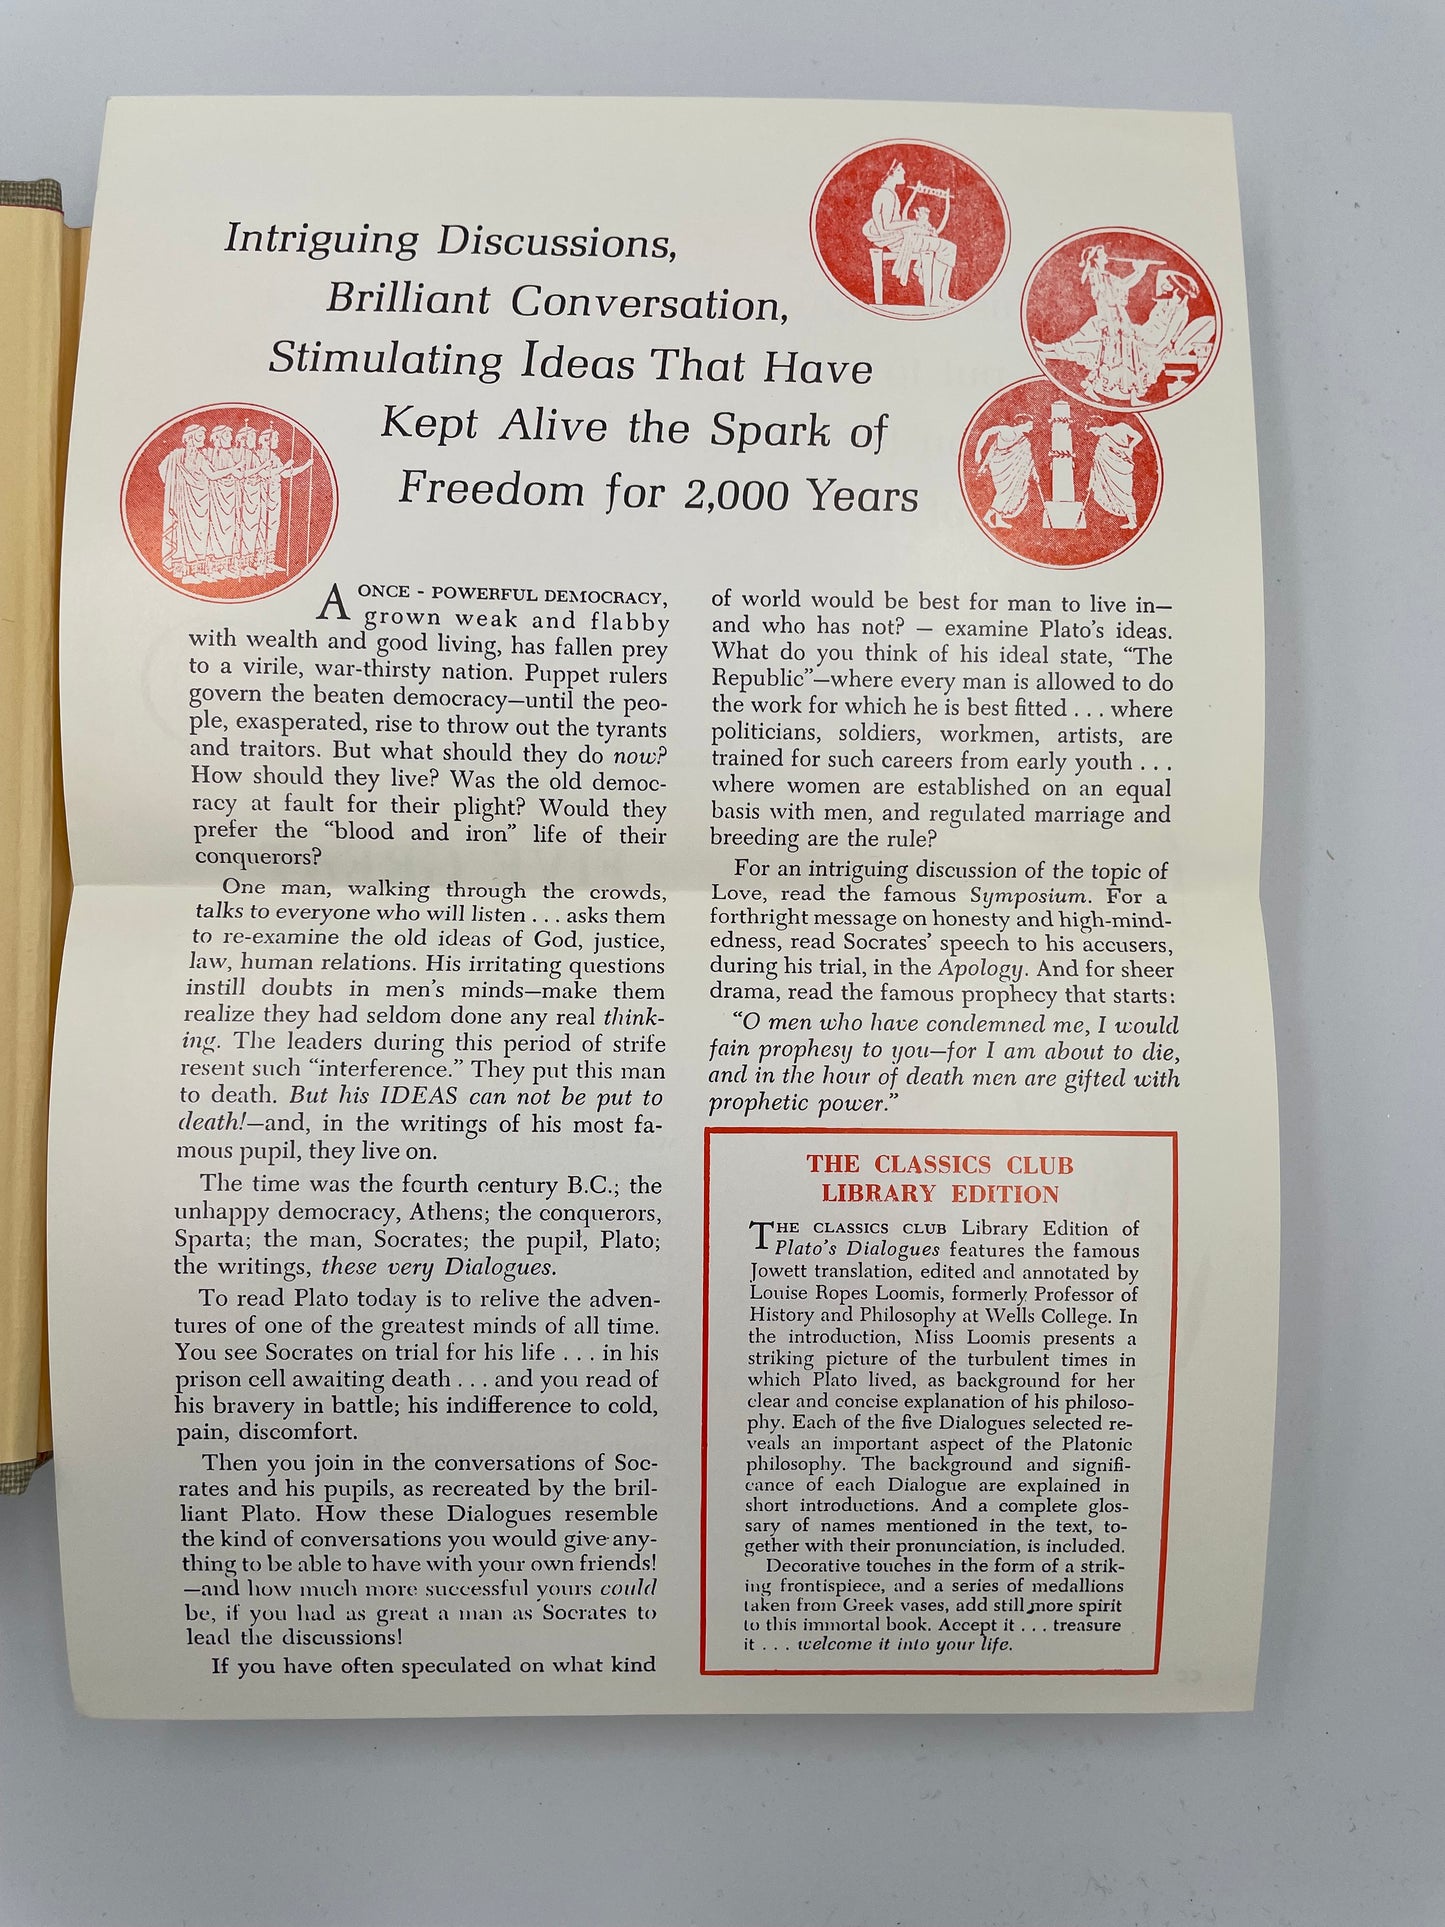 Intriguing Discussions,
Brilliant Conversation,
Stimulating Ideas That Have
Kept Alive the Spark of
Freedom for 2,000 Years
A ONCE - POWERFUL DEMOCRACY,
grown weak and flabby
with wealth and good living, has fallen prey
to a virile, war-thirsty nation. Puppet rulers
govern the beaten democracy—until the peo-
ple, exasperated, rise to throw out the tyrants
and traitors. But what should they do now?
How should they live? Was the old democ-
racy at fault for their plight? Would they
prefer the “blood and iron” life of their
conquerors?
One man, walking through the crowds,
talks to everyone who will listen . . . asks them
to re-examine the old ideas of God, justice,
law, human relations. His irritating questions
instill doubts in men’s minds—make them
realize they had seldom done any real think-
ing. The leaders during this period of strife
resent such “interference.” They put this man
to death. But his IDEAS can not be put to
death!—and, in the writings of his most fa-
mous pupil, they live on.
The time was the fourth century B.C.; the
unhappy democracy, Athens; the conquerors,
Sparta; the man, Socrates; the pupil, Plato;
the writings, these very Dialogues.
To read Plato today is to relive the adven-
tures of one of the greatest minds of all time.
You see Socrates on trial for his life . . . in his
prison cell awaiting death . . . and you read of
his bravery in battle; his indifference to cold,
pain, discomfort.
Then you join in the conversations of Soc-
rates and his pupils, as recreated by the bril-
liant Plato. How these Dialogues resemble
the kind of conversations you would give any-
thing to be able to have with your own friends!
—and how much more successful yours could
be, if you had as great a man as Socrates to
lead the discussions!
If you have often speculated on what kind
of world would be best for man to live in—
and who has not? — examine Plato’s ideas.
What do you think of his ideal state, “The
Republic”—where every man is allowed to do
the work for which he is best fitted . . . where
politicians, soldiers, workmen, artists, are
trained for such careers from early youth . . .
where women are established on an equal
basis with men, and regulated marriage and
breeding are the rule?
For an intriguing discussion of the topic of
Love, read the famous Symposium. For a
forthright message on honesty and high-mind-
edness, read Socrates’ speech to his accusers,
during his trial, in the Apology. And for sheer
drama, read the famous prophecy that starts:
“O men who have condemned me, I would
fain prophesy to you—for I am about to die,
and in the hour of death men are gifted with
prophetic power.”
THE CLASSICS CLUB
LIBRARY EDITION
THE CLASSICS CLUB Library Edition of
Plato’s Dialogues features the famous
Jowett translation, edited and annotated by
Louise Ropes Loomis, formerly Professor of
History and Philosophy at Wells College. In
the introduction, Miss Loomis presents a
striking picture of the turbulent times in
which Plato lived, as background for her
clear and concise explanation of his philoso-
phy. Each of the five Dialogues selected re-
veals an important aspect of the Platonic
philosophy. The background and signifi-
cance of each Dialogue are explained in
short introductions. And a complete glos-
sary of names mentioned in the text, to-
gether with their pronunciation, is included.
Decorative touches in the form of a strik-
ing frontispiece, and a series of medallions
taken from Greek vases, add still more spirit
to this immortal book. Accept it . . . treasure
it . . . welcome it into your life.